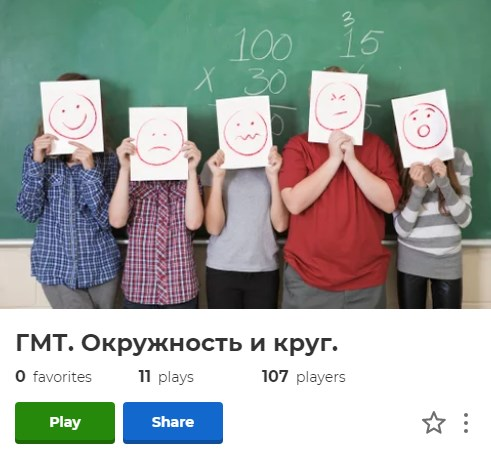 3
100 15
x 30
ГМТ. Окружность и круг.
0 favorites 11 plays 107 players
Play Share